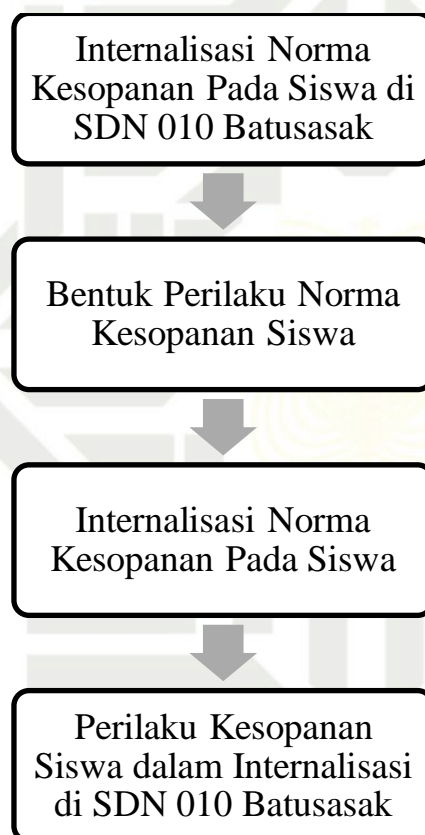 Internalisasi Norma
Kesopanan Pada Siswa di
SDN 010 Batusasak
Bentuk Perilaku Norma
Kesopanan Siswa
Internalisasi Norma
Kesopanan Pada Siswa
Perilaku Kesopanan
Siswa dalam Internalisasi
di SDN 010 Batusasak